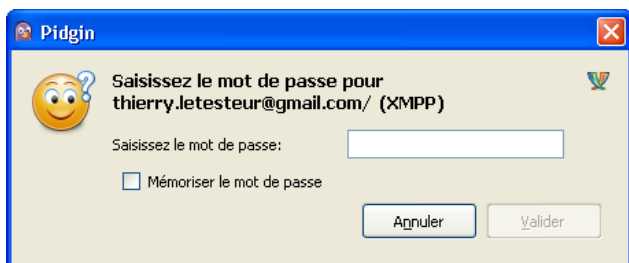 Pidgin
Saisissez le mot de passe pour
thierry.letesteur@gmail.com/ (XMPP)
Saisissez le mot de passe:
Mémoriser le mot de passe
Annuler
Valider